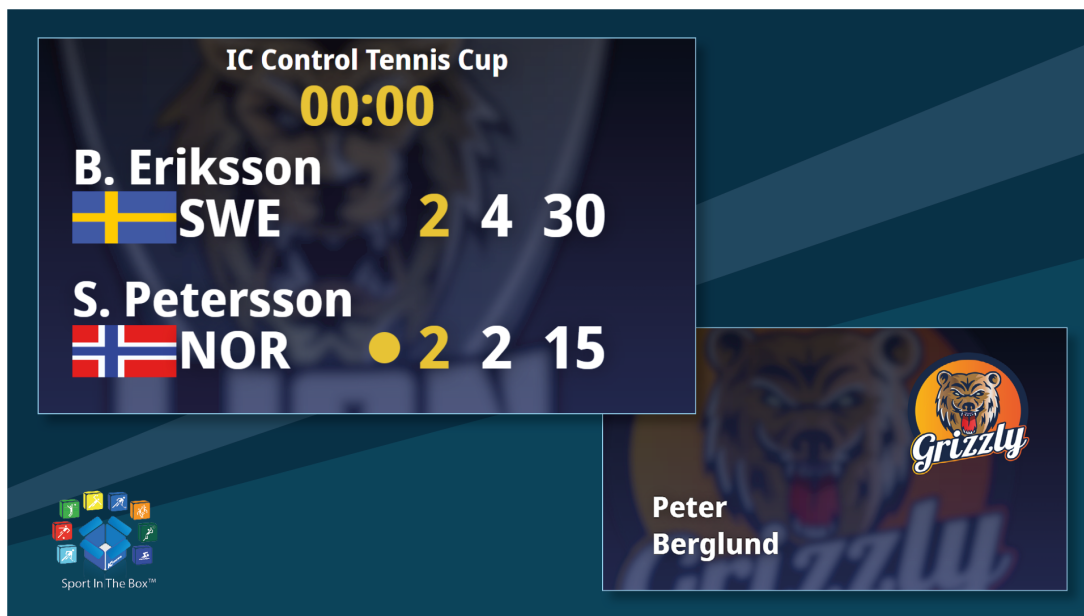 IC Control Tennis Cup
00:00
B. Eriksson
SWE 2 4 30
S. Petersson
NOR 2 2 15
Grizzly
Peter
Berglund
Sport In The Box™